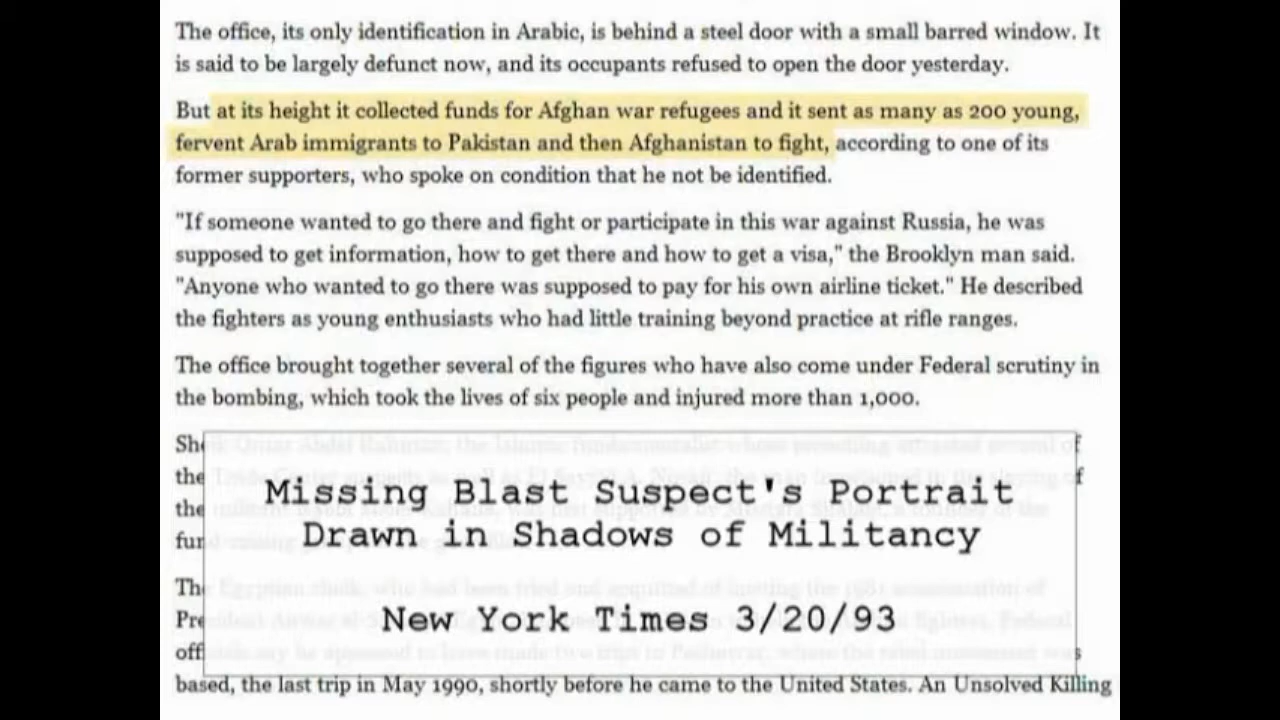 The office, its only identification in Arabic, is behind a steel door with a small barred window. It
is said to be largely defunct now, and its occupants refused to open the door yesterday.
But at its height it collected funds for Afghan war refugees and it sent as many as 200 young,
fervent Arab immigrants to Pakistan and then Afghanistan to fight, according to one of its
former supporters, who spoke on condition that he not be identified.
"If someone wanted to go there and fight or participate in this war against Russia, he was
supposed to get information, how to get there and how to get a visa," the Brooklyn man said.
"Anyone who wanted to go there was supposed to pay for his own airline ticket." He described
the fighters as young enthusiasts who had little training beyond practice at rifle ranges.
The office brought together several of the figures who have also come under Federal scrutiny in
the bombing, which took the lives of six people and injured more than 1,000.
Missing Blast Suspect's Portrait
Drawn in Shadows of Militancy
New York Times 3/20/93
based, the last trip in May 1990, shortly before he came to the United States. An Unsolved Killing